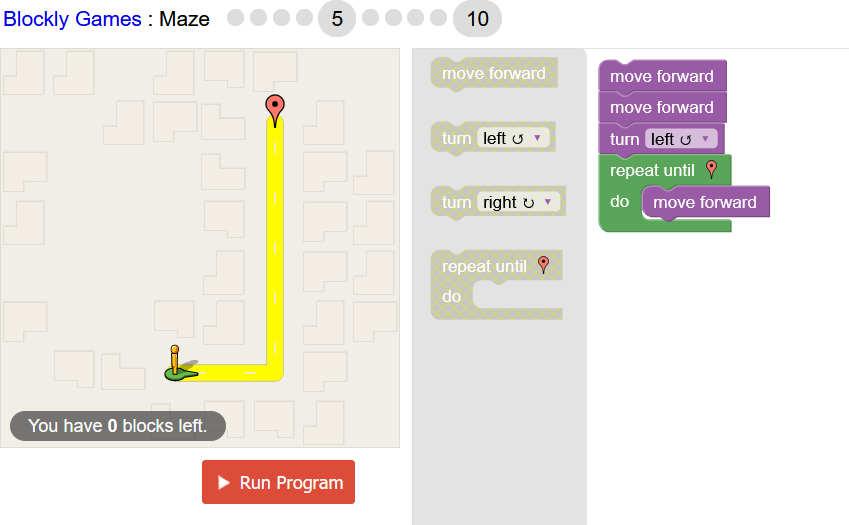 Blockly Games : Maze 5 10
move forward
turn left ↺ ▼
turn right ↻ ▼
repeat until
do
move forward
move forward
turn left ↺ ▼
repeat until
do move forward
You have 0 blocks left.
Run Program